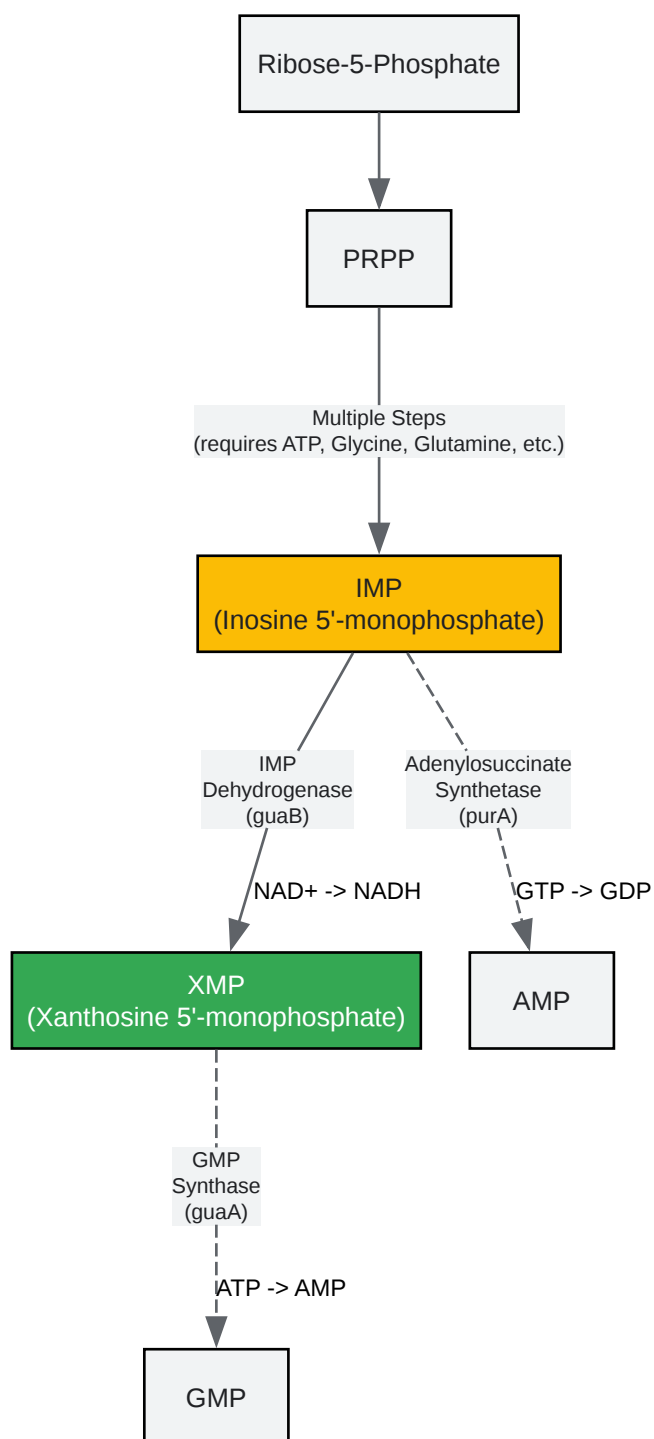 Ribose-5-Phosphate
PRPP
Multiple Steps
(requires ATP, Glycine, Glutamine, etc.)
IMP
(Inosine 5'-monophosphate)
IMP
Dehydrogenase
(guaB)
Adenylosuccinate
Synthetase
(purA)
NAD+ -> NADH
GTP -> GDP
XMP
(Xanthosine 5'-monophosphate)
AMP
GMP
Synthase
(guaA)
ATP -> AMP
GMP